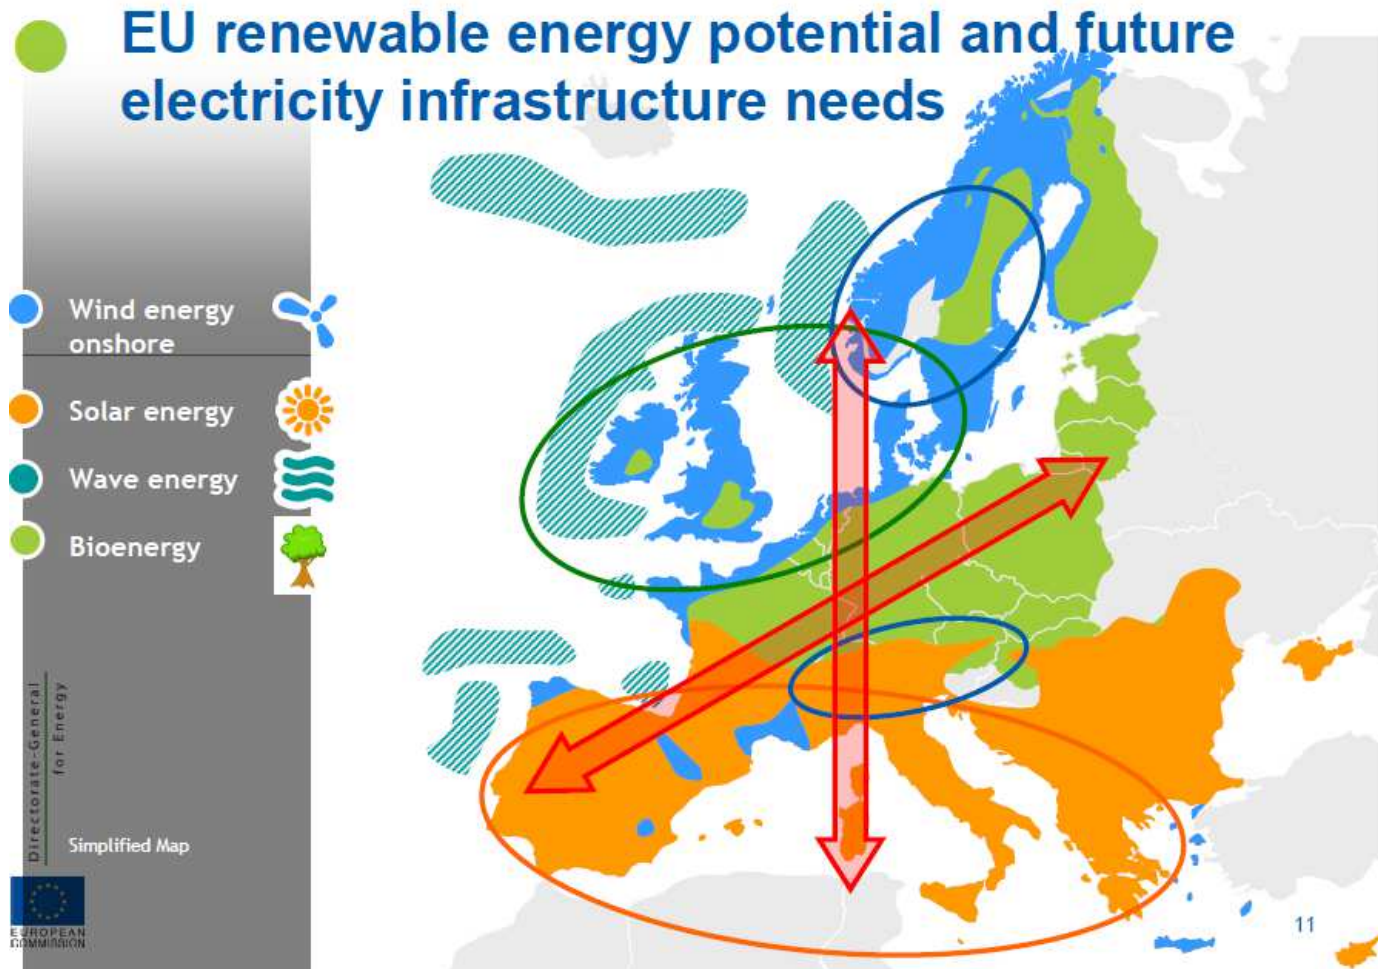 EU renewable energy potential and future
electricity infrastructure needs
Wind energy
onshore
Solar energy
Wave energy
Bioenergy
Directorate-General
for Energy
Simplified Map
EUROPEAN
COMMISSION
11